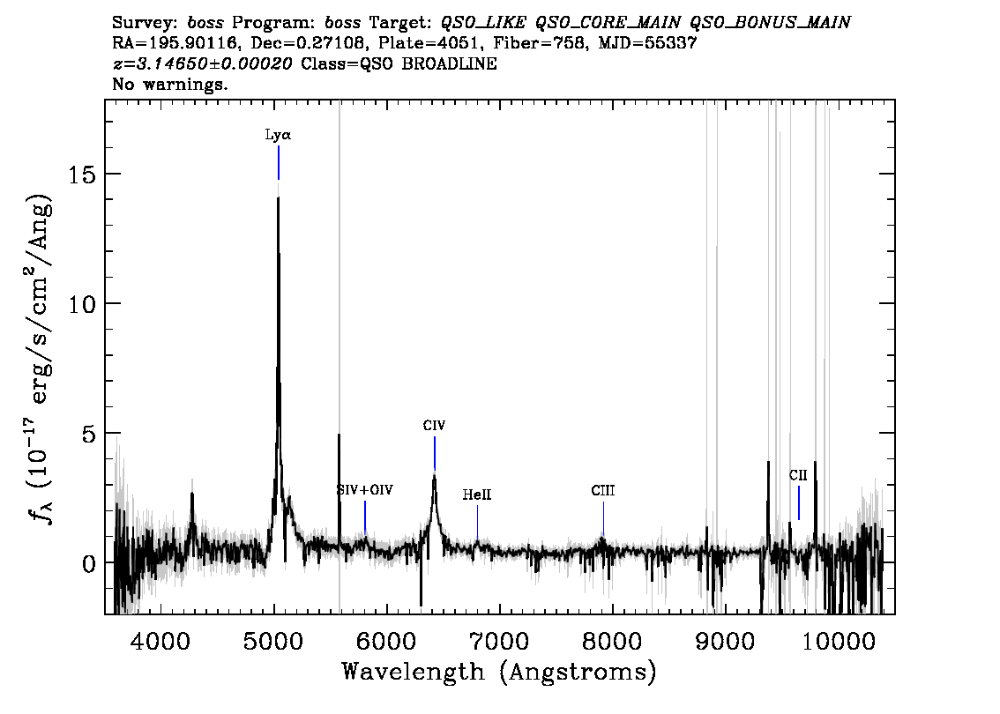 Survey: boss Program: boss Target: QSO_LIKE QSO_CORE_MAIN QSO_BONUS_MAIN
RA=195.90116, Dec=0.27108, Plate=4051, Fiber=758, MJD=55337
z=3.14650±0.00020 Class=QSO BROADLINE
No warnings.
Lyα
15
10
CIV
5
CII
SIV+OIV
HeII
CIII
0
fλ (10⁻¹⁷ erg/s/cm²/Ang)
4000 5000 6000 7000 8000 9000 10000
Wavelength (Angstroms)